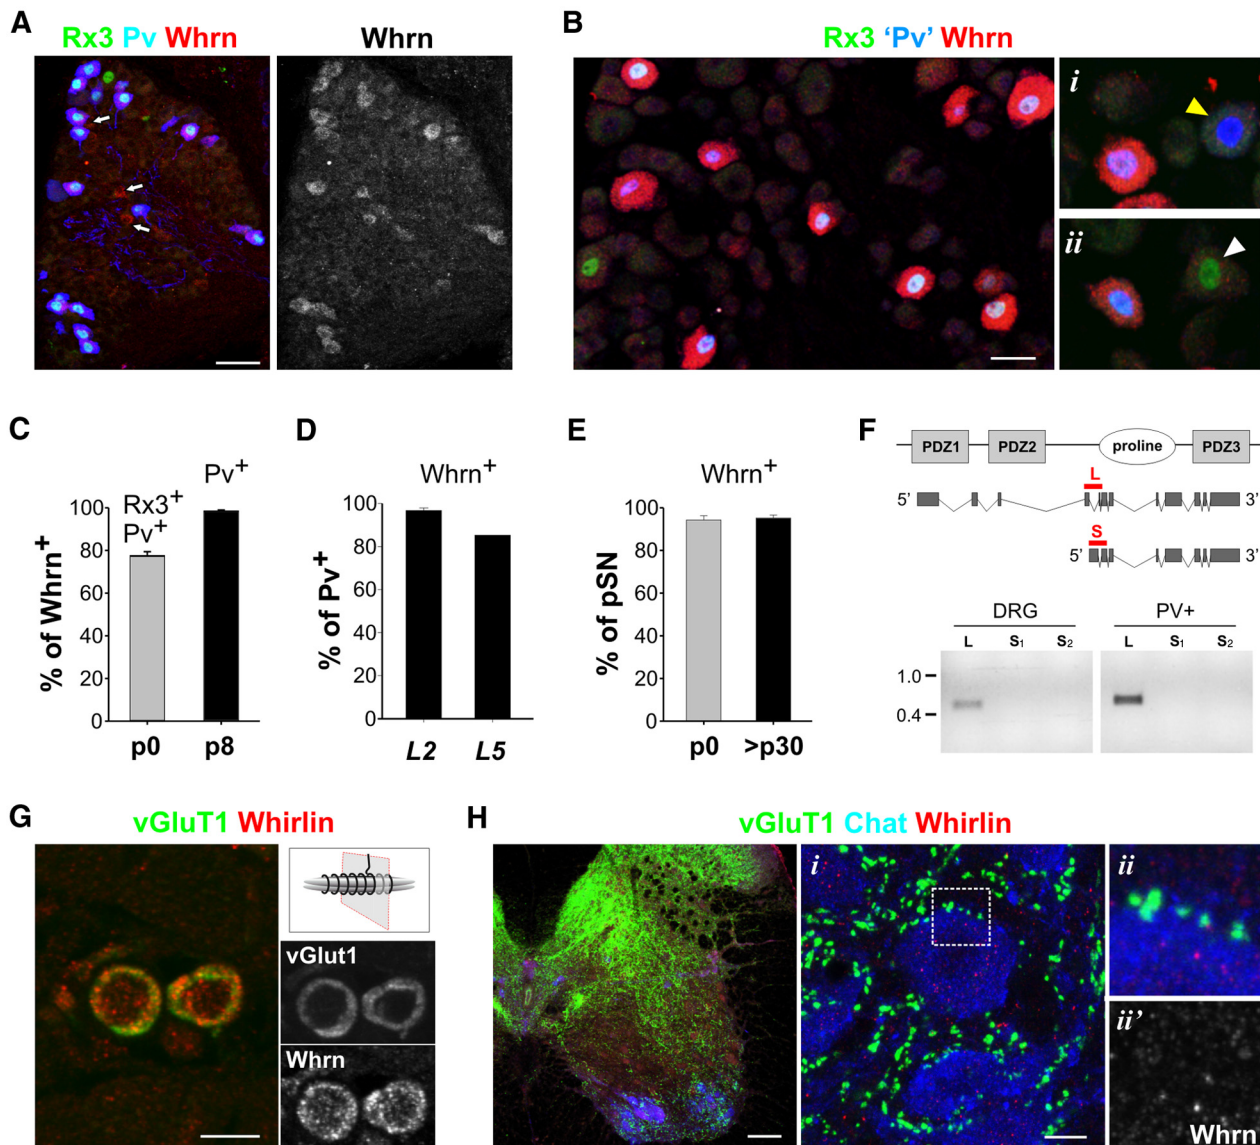 A
Rx3 Pv Whrn
Whrn
B
Rx3 ‘Pv’ Whrn
i
ii
C
Pv+
Rx3+
Pv+
% of Whrn+
100
80
60
40
20
0
p0 p8
D
Whrn+
% of Pv+
100
80
60
40
20
0
L2 L5
E
Whrn+
% of pSN
100
80
60
40
20
0
p0 >p30
F
PDZ1 PDZ2 proline PDZ3
L
5’ 3’
S
5’ 3’
DRG PV+
L S1 S2 L S1 S2
1.0
0.4
G
vGluT1 Whirlin
vGlut1
Whrn
H
vGluT1 Chat Whirlin
i
ii
ii’
Whrn